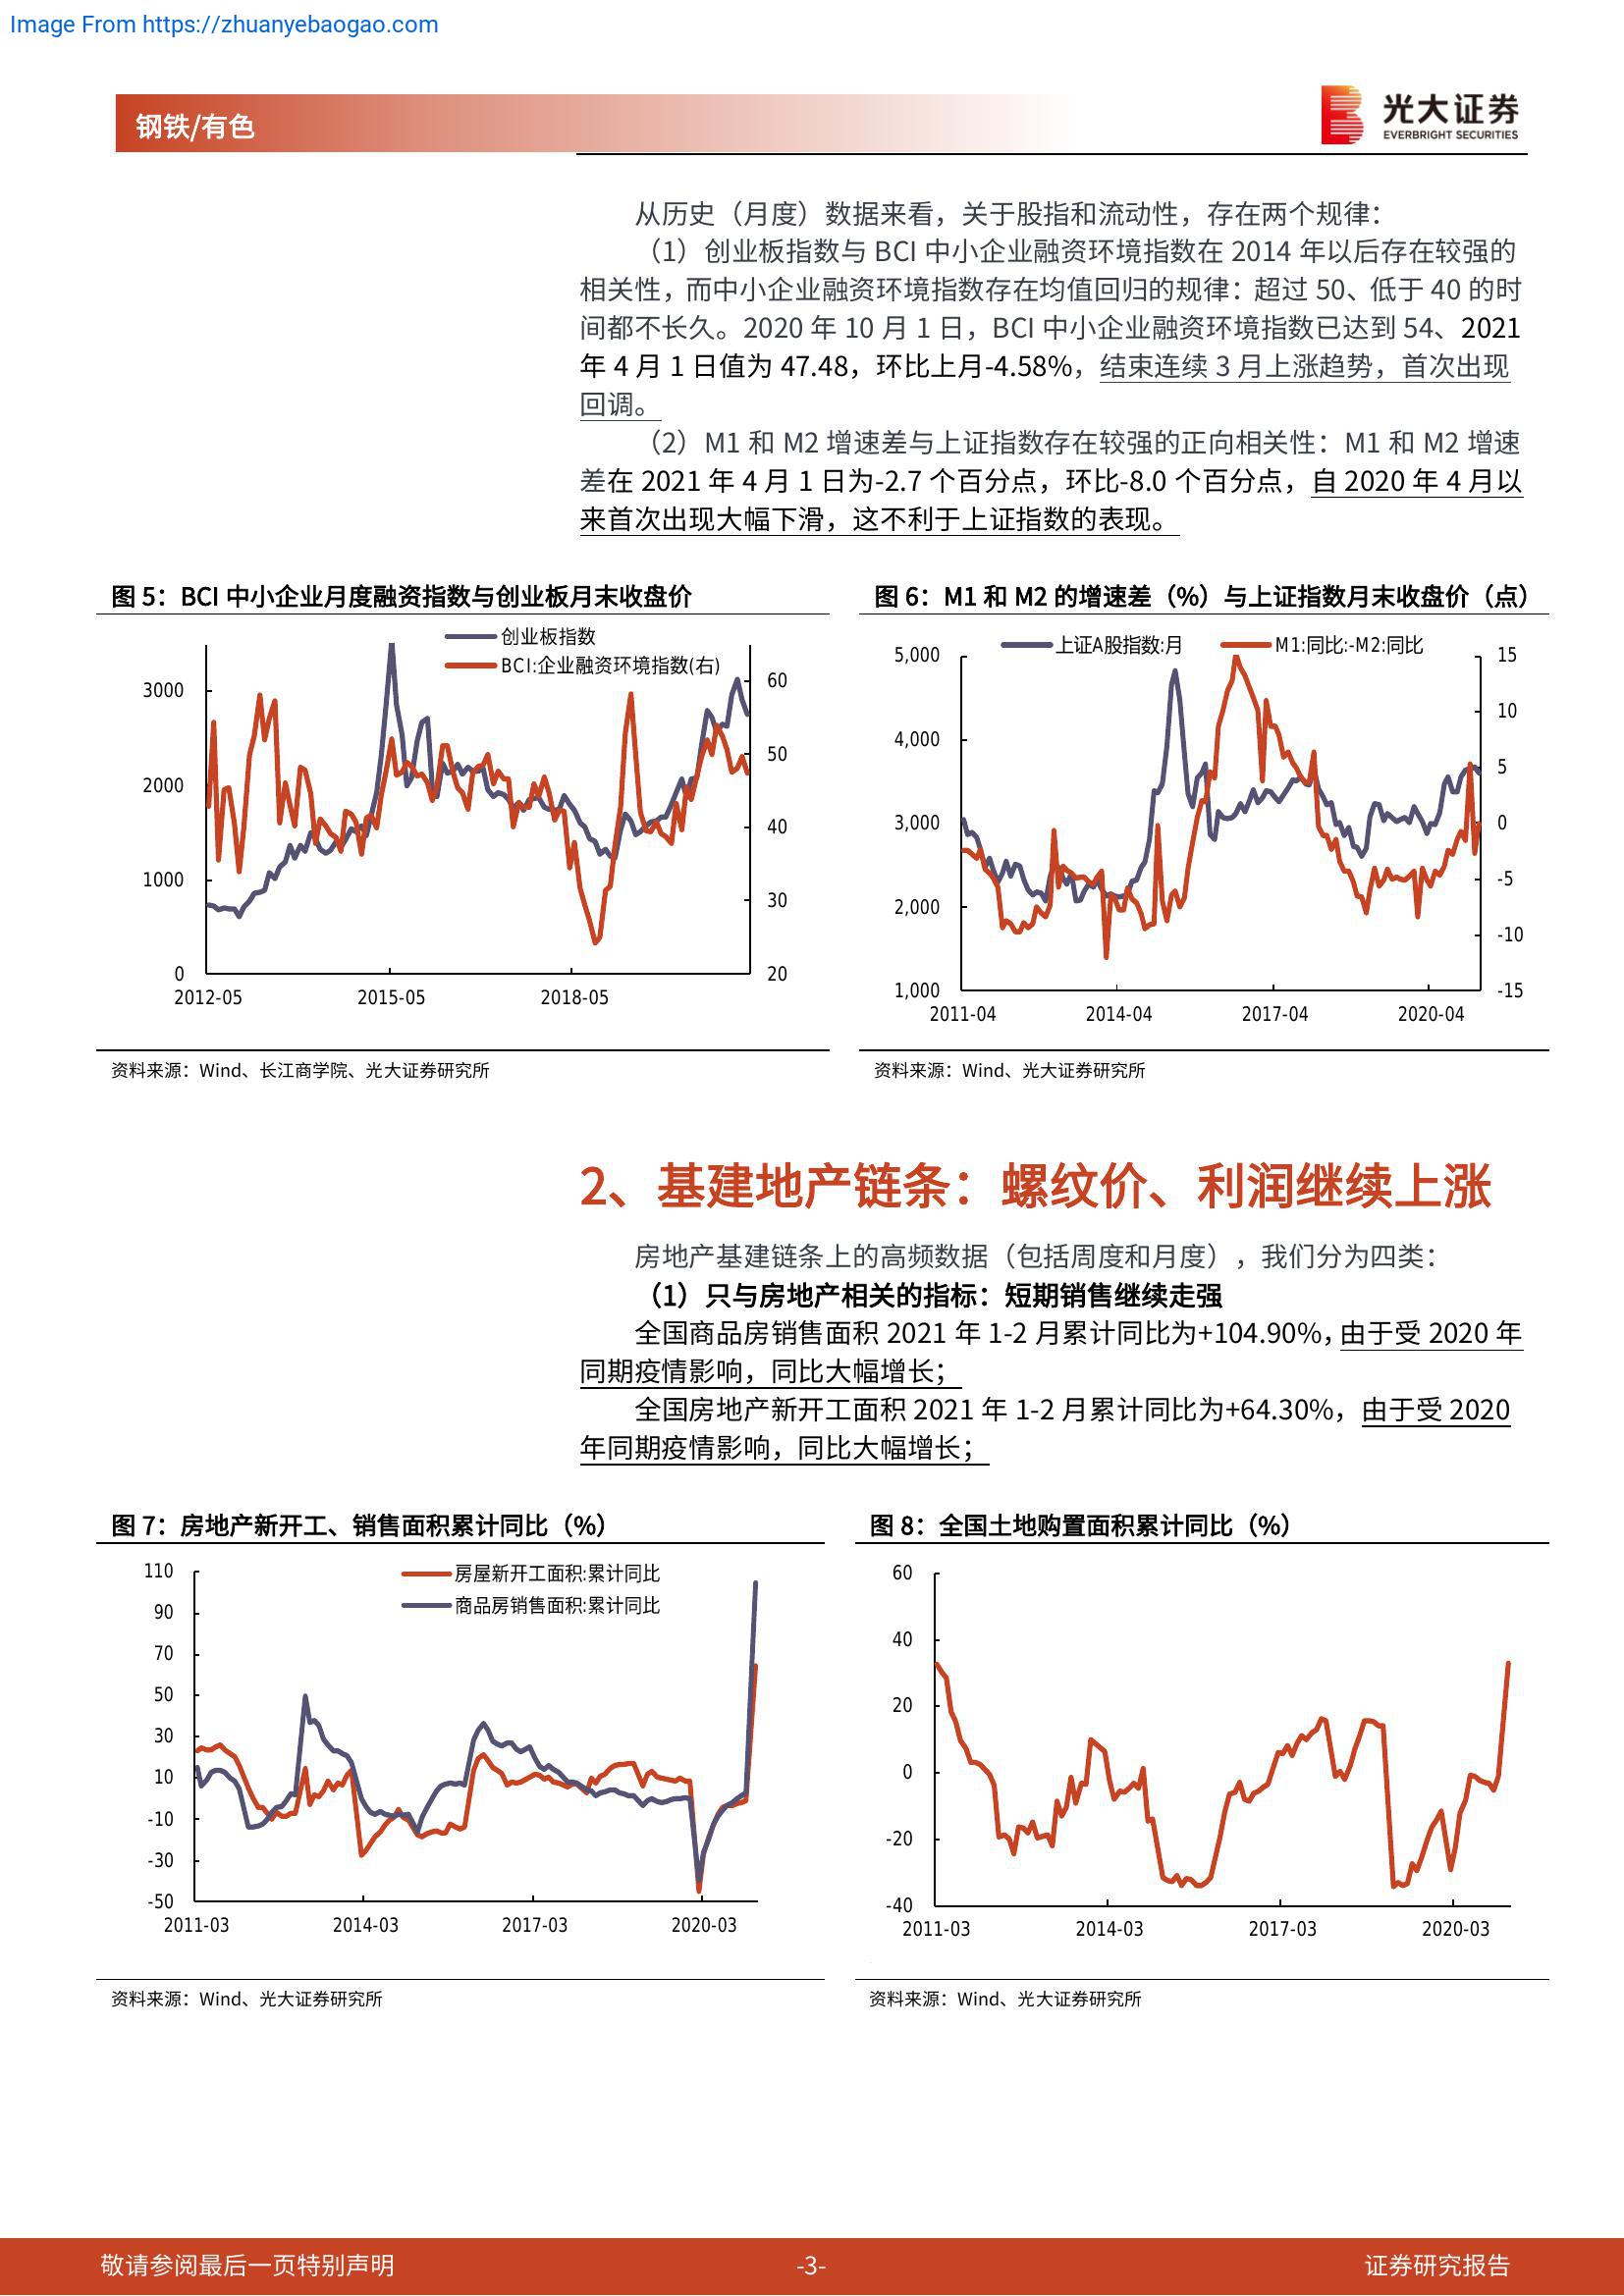 Image From https://zhuanyebaogao.com
钢铁/有色
光大证券
EVERBRIGHT SECURITIES
从历史（月度）数据来看，关于股指和流动性，存在两个规律：
（1）创业板指数与 BCI 中小企业融资环境指数在 2014 年以后存在较强的
相关性，而中小企业融资环境指数存在均值回归的规律：超过 50、低于 40 的时
间都不长久。2020 年 10 月 1 日，BCI 中小企业融资环境指数已达到 54、2021
年 4 月 1 日值为 47.48，环比上月-4.58%，结束连续 3 月上涨趋势，首次出现
回调。
（2）M1 和 M2 增速差与上证指数存在较强的正向相关性：M1 和 M2 增速
差在 2021 年 4 月 1 日为-2.7 个百分点，环比-8.0 个百分点，自 2020 年 4 月以
来首次出现大幅下滑，这不利于上证指数的表现。
图 5：BCI 中小企业月度融资指数与创业板月末收盘价
创业板指数
BCI:企业融资环境指数(右)
3000
2000
1000
0
60
50
40
30
20
2012-05
2015-05
2018-05
资料来源：Wind、长江商学院、光大证券研究所
图 6：M1 和 M2 的增速差（%）与上证指数月末收盘价（点）
上证A股指数:月
M1:同比:-M2:同比
5,000
4,000
3,000
2,000
1,000
15
10
5
0
-5
-10
-15
2011-04
2014-04
2017-04
2020-04
资料来源：Wind、光大证券研究所
2、基建地产链条：螺纹价、利润继续上涨
房地产基建链条上的高频数据（包括周度和月度），我们分为四类：
（1）只与房地产相关的指标：短期销售继续走强
全国商品房销售面积 2021 年 1-2 月累计同比为+104.90%，由于受 2020 年
同期疫情影响，同比大幅增长；
全国房地产新开工面积 2021 年 1-2 月累计同比为+64.30%，由于受 2020
年同期疫情影响，同比大幅增长；
图 7：房地产新开工、销售面积累计同比（%）
房屋新开工面积:累计同比
商品房销售面积:累计同比
110
90
70
50
30
10
-10
-30
-50
2011-03
2014-03
2017-03
2020-03
资料来源：Wind、光大证券研究所
图 8：全国土地购置面积累计同比（%）
60
40
20
0
-20
-40
2011-03
2014-03
2017-03
2020-03
资料来源：Wind、光大证券研究所
敬请参阅最后一页特别声明
-3-
证券研究报告